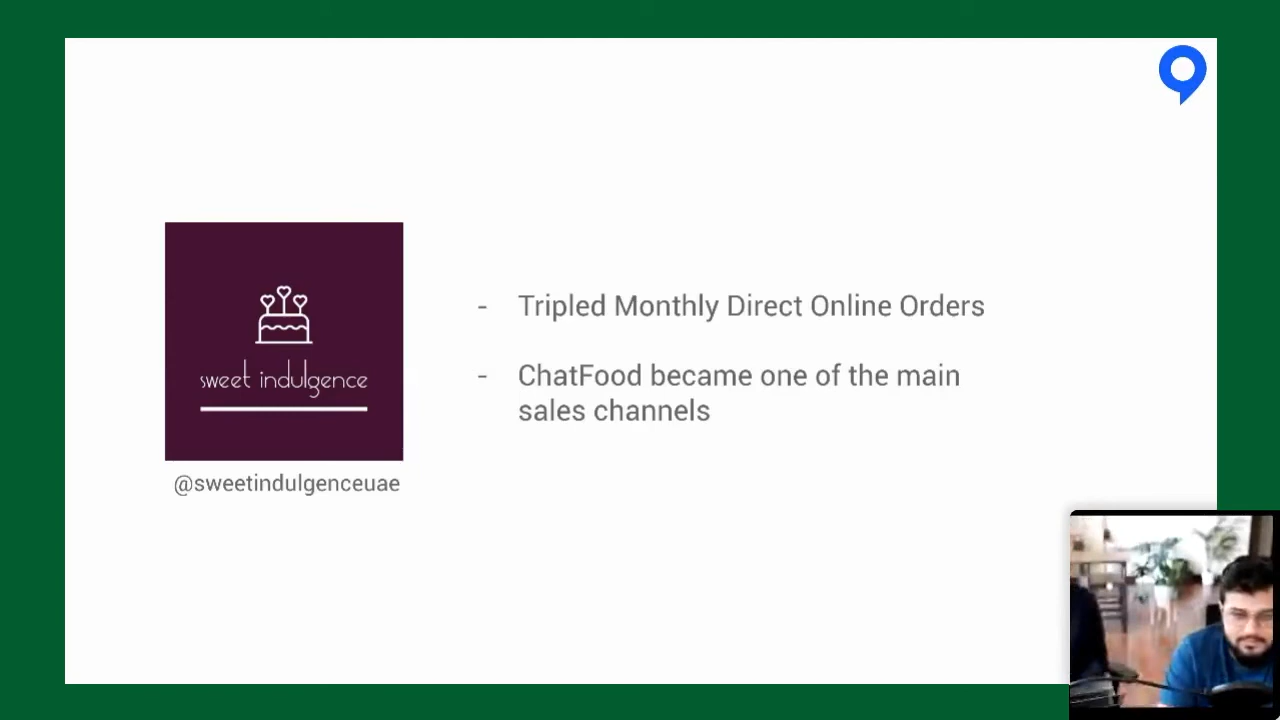 sweet indulgence
@sweetindulgenceuae
- Tripled Monthly Direct Online Orders
- ChatFood became one of the main
sales channels